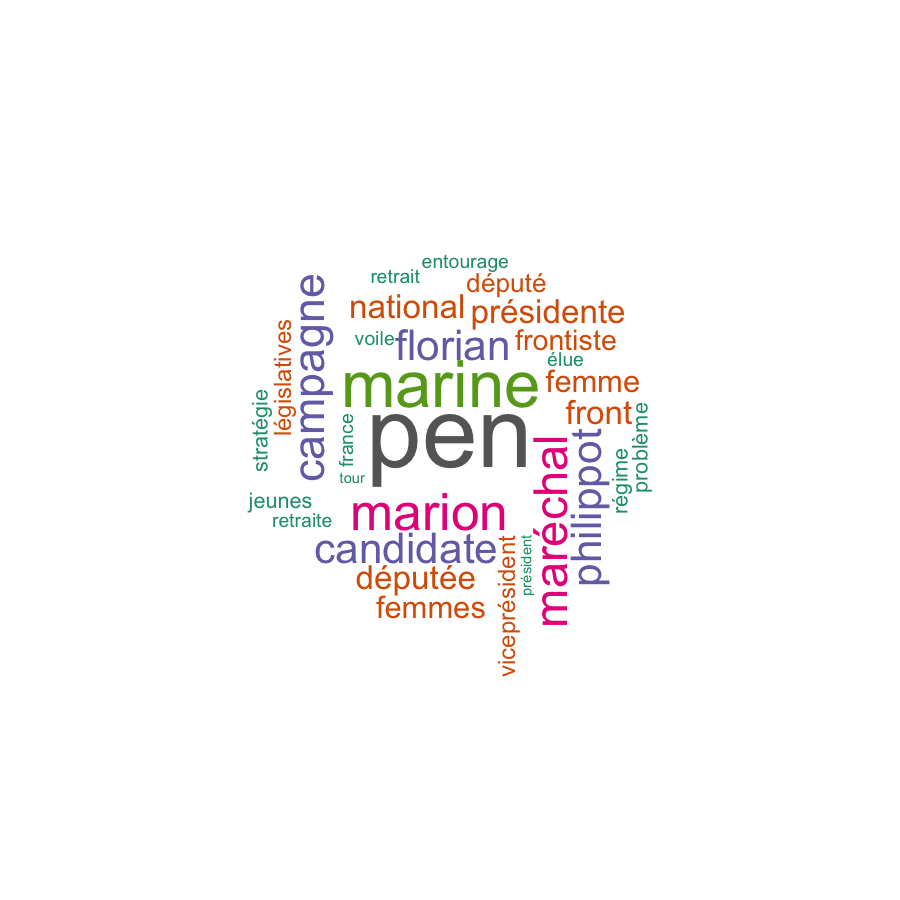 entourage
retrait
député
national
présidente
voile
florian
frontiste
élue
marine
femme
front
pen
campagne
législatives
stratégie
france
tour
maréchal
philippot
régime
problème
jeunes
retraite
marion
candidate
députée
femmes
viceprésident
président